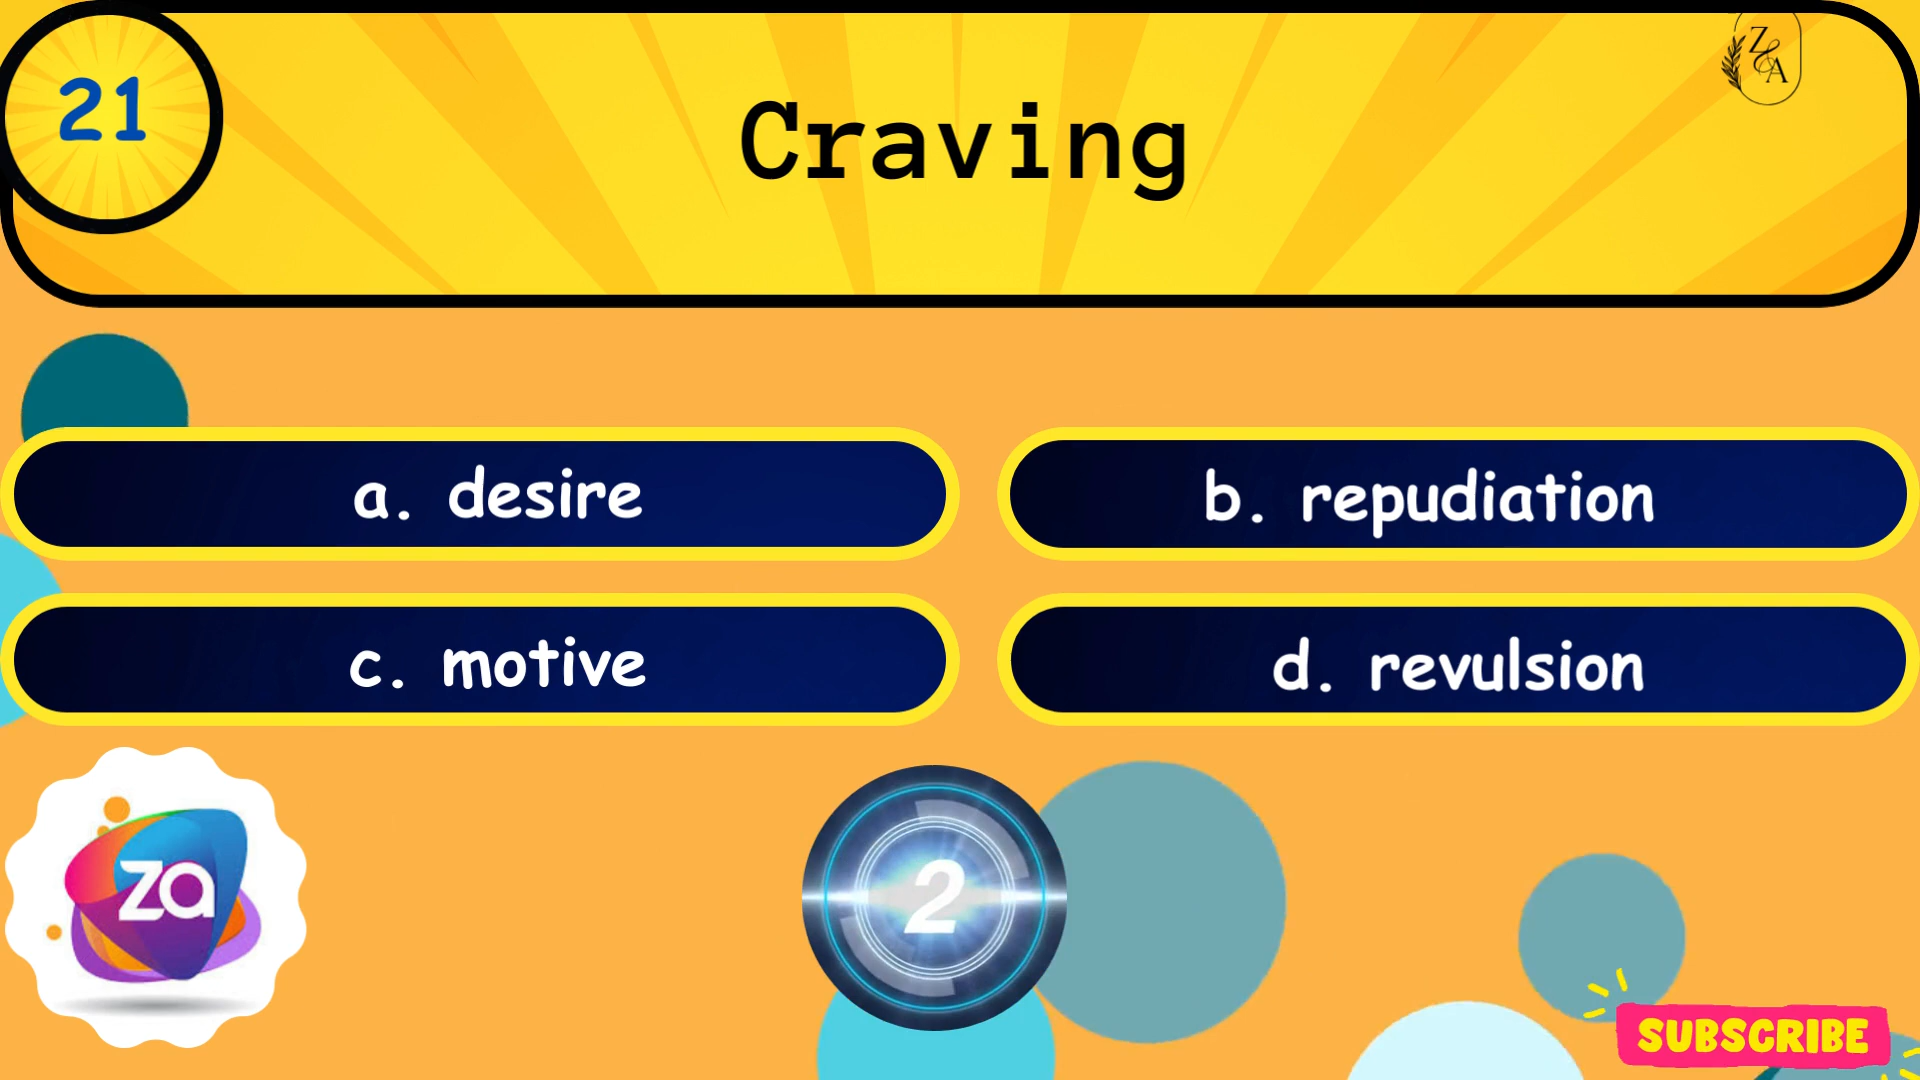 21
Craving
Z&A
a. desire
b. repudiation
c. motive
d. revulsion
za
2
SUBSCRIBE